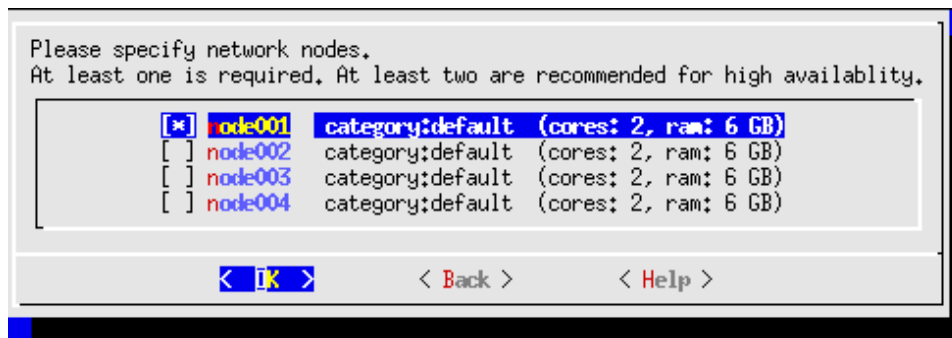 Please specify network nodes.
At least one is required. At least two are recommended for high availablity.
[*] node001 category:default (cores: 2, ram: 6 GB)
[ ] node002 category:default (cores: 2, ram: 6 GB)
[ ] node003 category:default (cores: 2, ram: 6 GB)
[ ] node004 category:default (cores: 2, ram: 6 GB)
< OK > < Back > < Help >